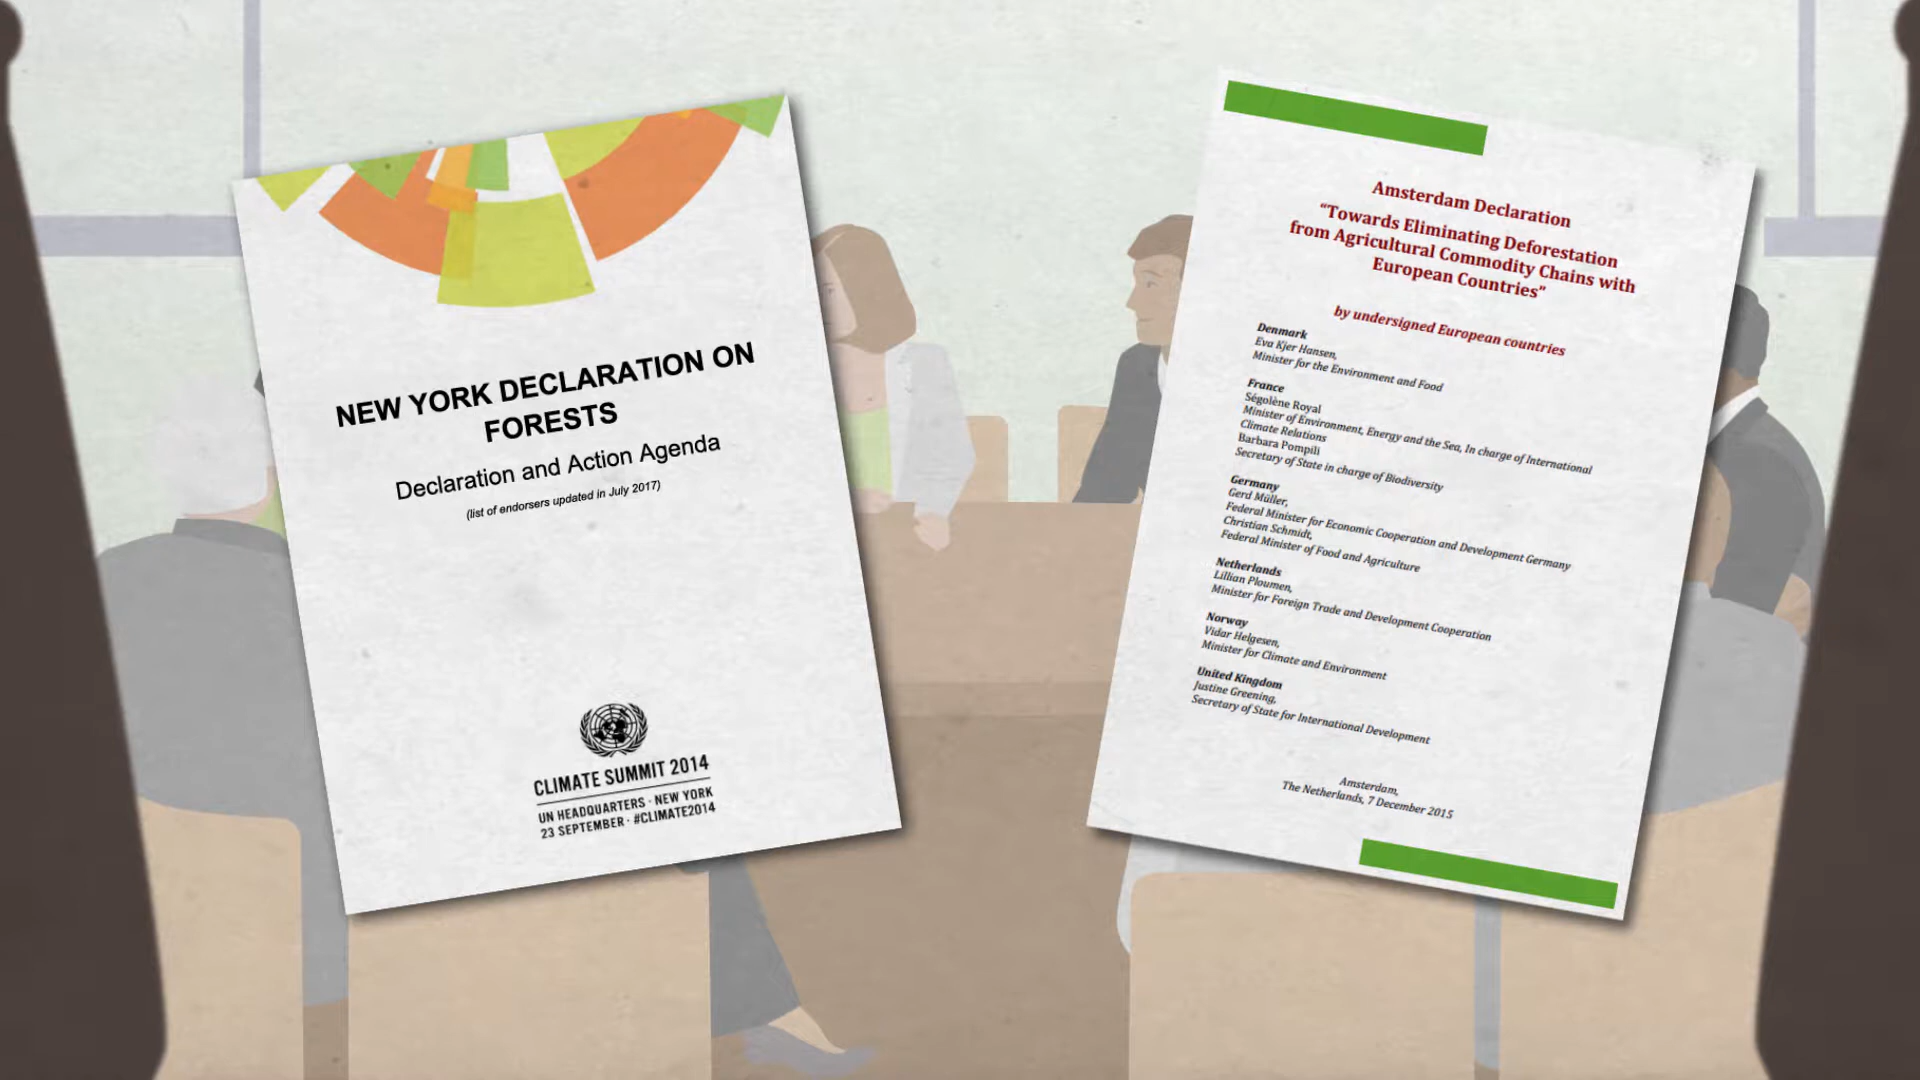 NEW YORK DECLARATION ON
FORESTS
Declaration and Action Agenda
(list of endorsers updated in July 2017)
CLIMATE SUMMIT 2014
UN HEADQUARTERS · NEW YORK
23 SEPTEMBER · #CLIMATE2014
Amsterdam Declaration
“Towards Eliminating Deforestation
from Agricultural Commodity Chains with
European Countries”
by undersigned European countries
Denmark
Eva Kjer Hansen,
Minister for the Environment and Food
France
Ségolène Royal
Minister of Environment, Energy and the Sea, In charge of International
Climate Relations
Barbara Pompili
Secretary of State in charge of Biodiversity
Germany
Gerd Müller,
Federal Minister for Economic Cooperation and Development Germany
Christian Schmidt,
Federal Minister of Food and Agriculture
Netherlands
Lillian Ploumen,
Minister for Foreign Trade and Development Cooperation
Norway
Vidar Helgesen,
Minister for Climate and Environment
United Kingdom
Justine Greening,
Secretary of State for International Development
Amsterdam,
The Netherlands, 7 December 2015